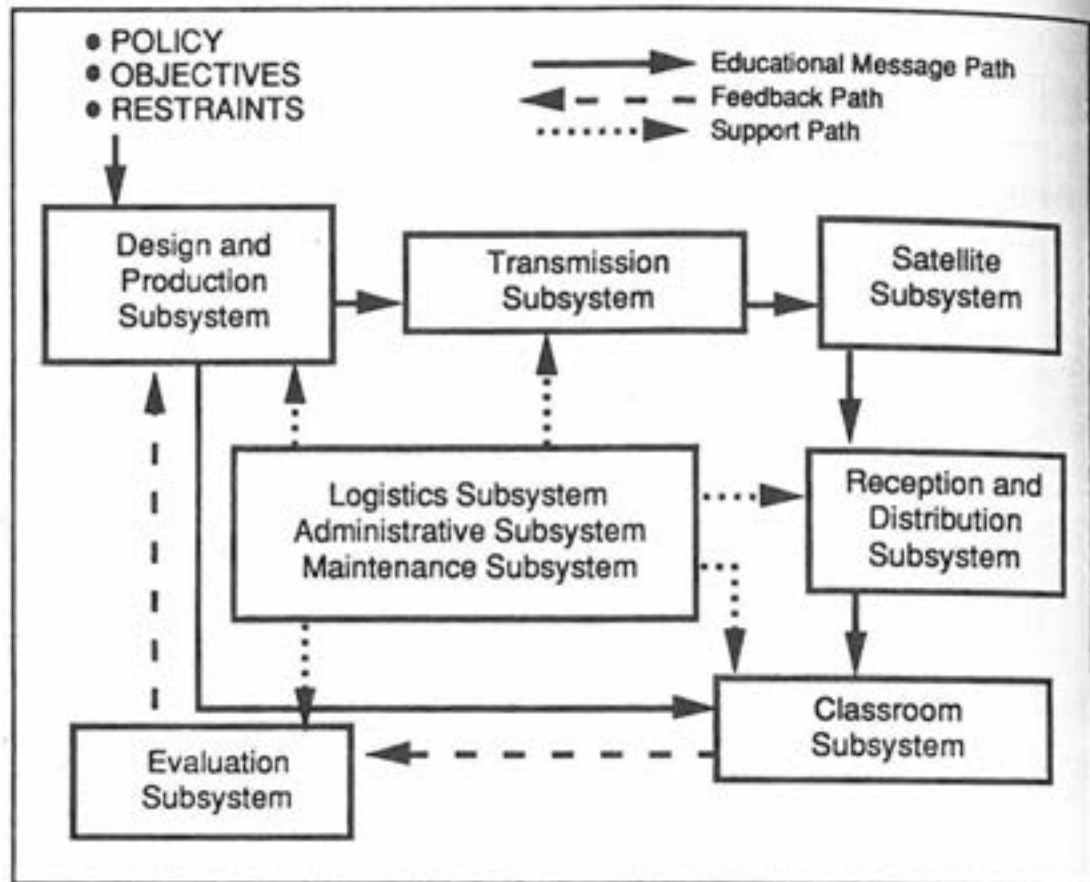 ● POLICY
● OBJECTIVES
● RESTRAINTS
Educational Message Path
Feedback Path
Support Path
Design and
Production
Subsystem
Transmission
Subsystem
Satellite
Subsystem
Logistics Subsystem
Administrative Subsystem
Maintenance Subsystem
Reception and
Distribution
Subsystem
Evaluation
Subsystem
Classroom
Subsystem